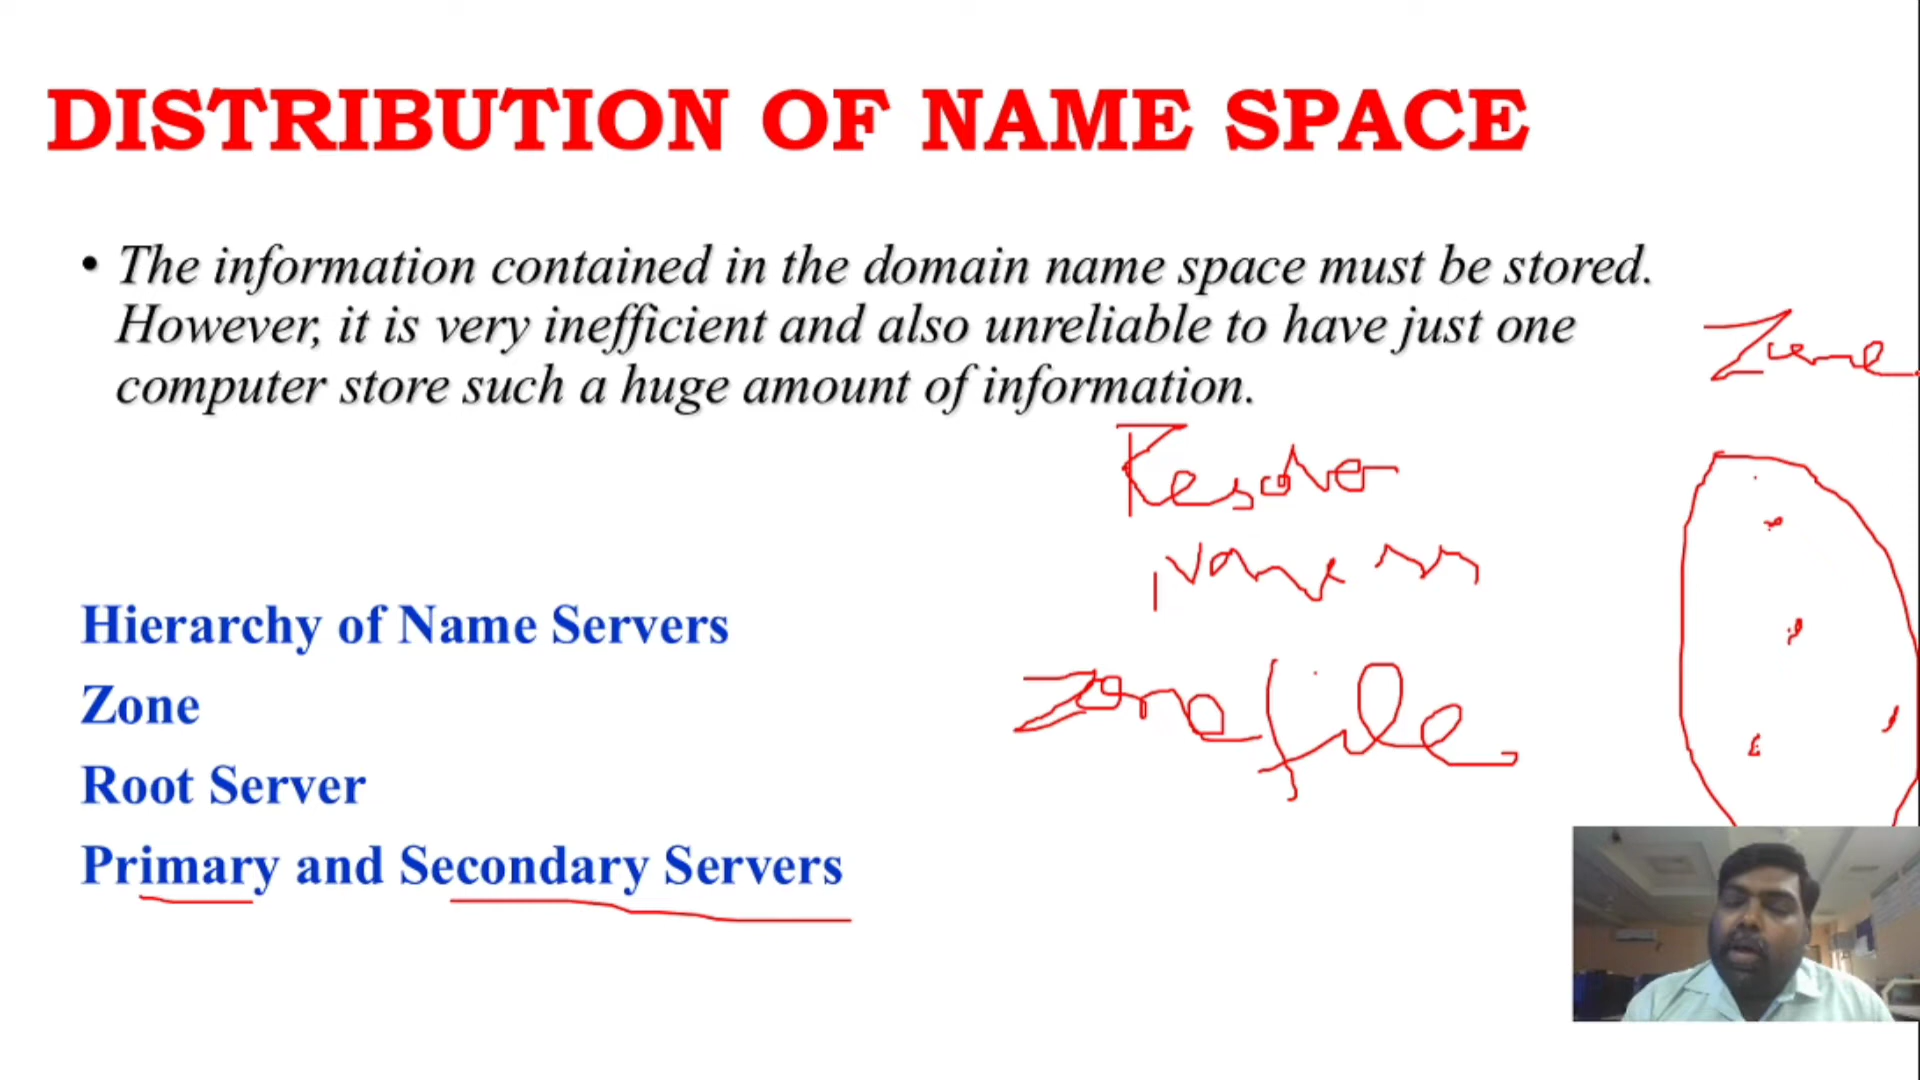 DISTRIBUTION OF NAME SPACE
• The information contained in the domain name space must be stored.
However, it is very inefficient and also unreliable to have just one
computer store such a huge amount of information.
Zone
Resolver
Name
Hierarchy of Name Servers
Zone file
Zone
Root Server
Primary and Secondary Servers